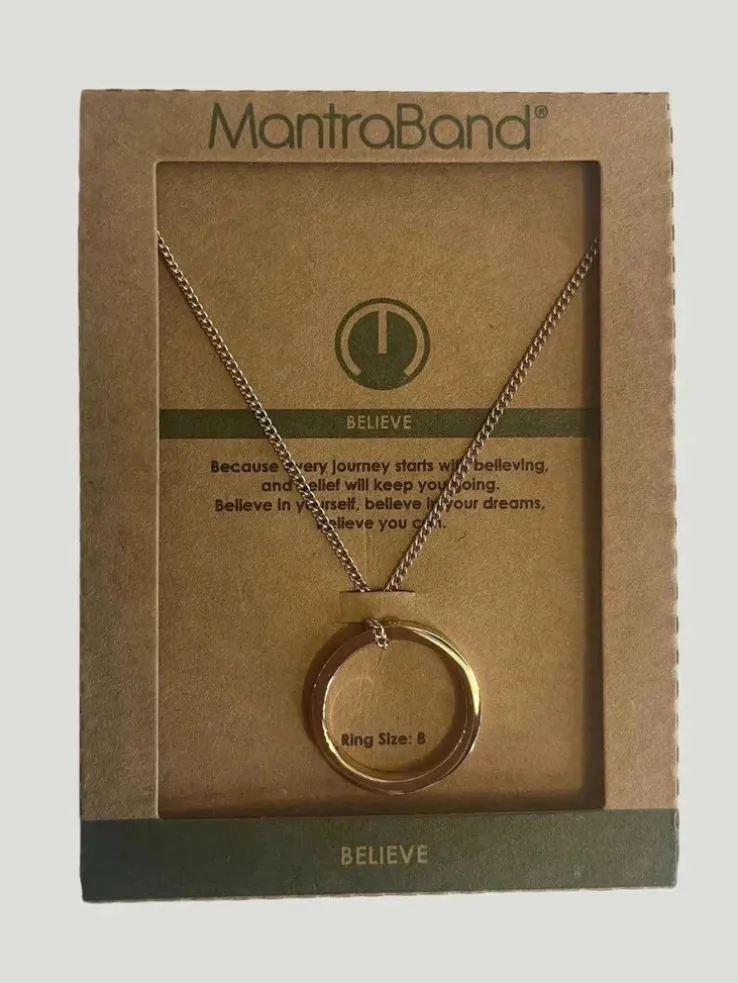 MantraBand®
BELIEVE
Because every journey starts with believing,
and belief will keep you going.
Believe in yourself, believe in your dreams,
believe you can.
Ring Size: 8
BELIEVE